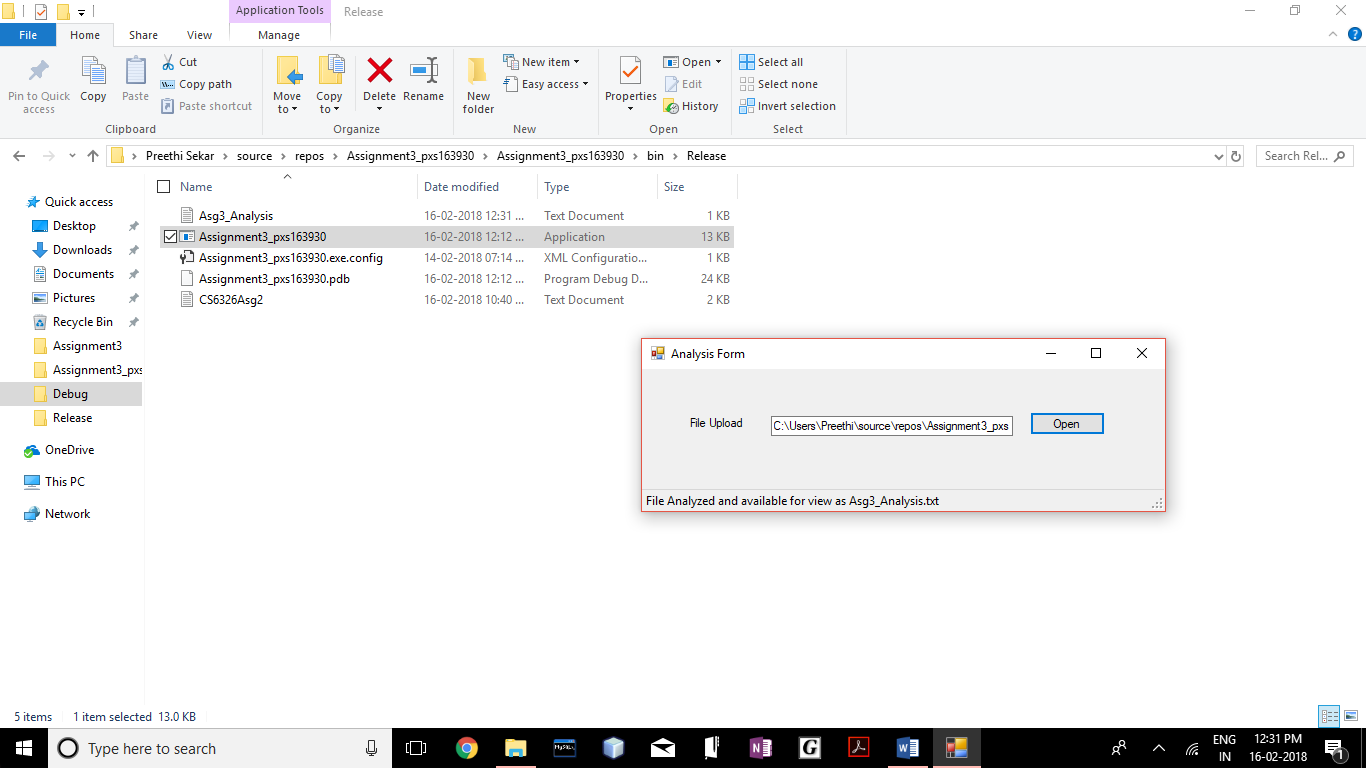 Application Tools Release
File Home Share View Manage
Pin to Quick access
Copy
Paste
Cut
Copy path
Paste shortcut
Clipboard
Move to
Copy to
Delete
Rename
Organize
New folder
New item
Easy access
New
Properties
Open
Edit
History
Open
Select all
Select none
Invert selection
Select
Preethi Sekar > source > repos > Assignment3_pxs163930 > Assignment3_pxs163930 > bin > Release
Search Rel...
Name Date modified Type Size
Quick access
Desktop
Downloads
Documents
Pictures
Recycle Bin
Assignment3
Assignment3_pxs
Debug
Release
OneDrive
This PC
Network
Asg3_Analysis 16-02-2018 12:31 ... Text Document 1 KB
Assignment3_pxs163930 16-02-2018 12:12 ... Application 13 KB
Assignment3_pxs163930.exe.config 14-02-2018 07:14 ... XML Configuratio... 1 KB
Assignment3_pxs163930.pdb 16-02-2018 12:12 ... Program Debug D... 24 KB
CS6326Asg2 16-02-2018 10:40 ... Text Document 2 KB
Analysis Form
File Upload C:\Users\Preethi\source\repos\Assignment3_pxs Open
File Analyzed and available for view as Asg3_Analysis.txt
5 items 1 item selected 13.0 KB
Type here to search
MySQL
N
G
W
ENG
IN
12:31 PM
16-02-2018
1